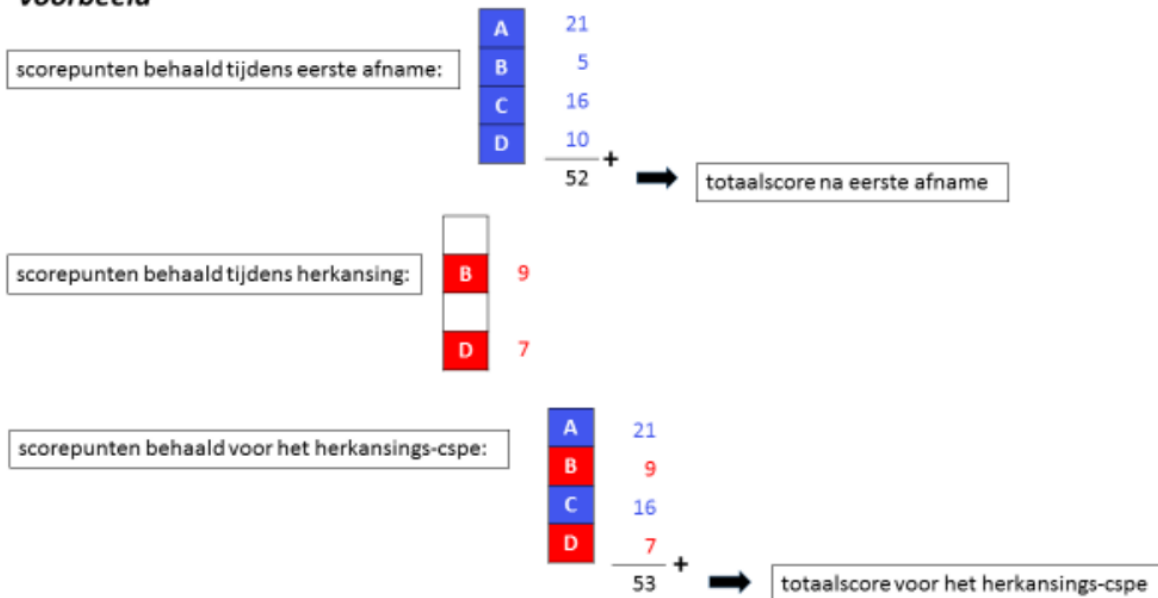 voorbeeld
A 21
scorepunten behaald tijdens eerste afname: B 5
C 16
D 10
+
52 totaalscore na eerste afname
scorepunten behaald tijdens herkansing: B 9
D 7
A 21
scorepunten behaald voor het herkansings-cspe: B 9
C 16
D 7
+
53 totaalscore voor het herkansings-cspe